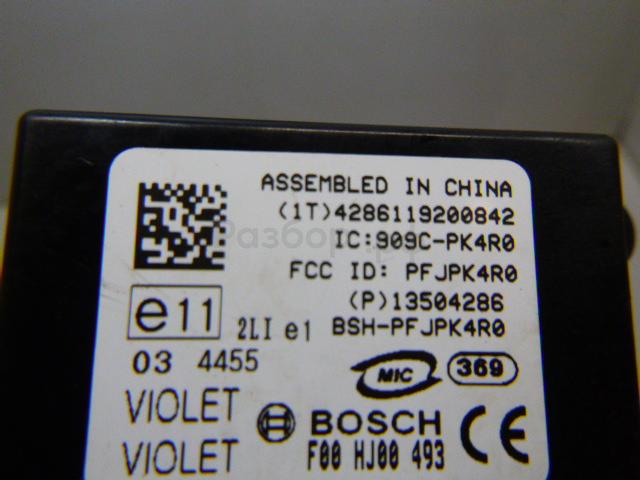 ASSEMBLED IN CHINA
(1T)4286119200842
IC:909C-PK4R0
FCC ID: PFJPK4R0
(P)13504286
e11 2LI e1 BSH-PFJPK4R0
03 4455
MIC 369
VIOLET
BOSCH CE
VIOLET
F00 HJ00 493